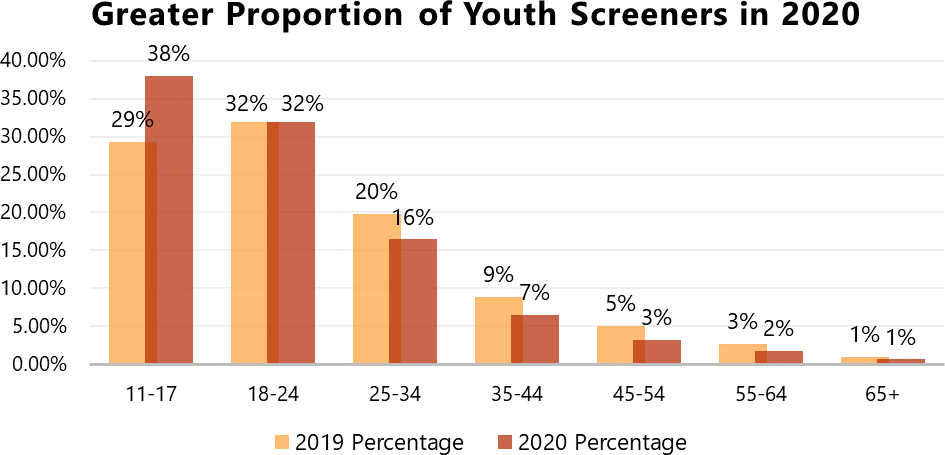 Greater Proportion of Youth Screeners in 2020
40.00%
35.00%
30.00%
25.00%
20.00%
15.00%
10.00%
5.00%
0.00%
29% 38% 32% 32% 20% 16% 9% 7% 5% 3% 3% 2% 1% 1%
11-17 18-24 25-34 35-44 45-54 55-64 65+
2019 Percentage 2020 Percentage